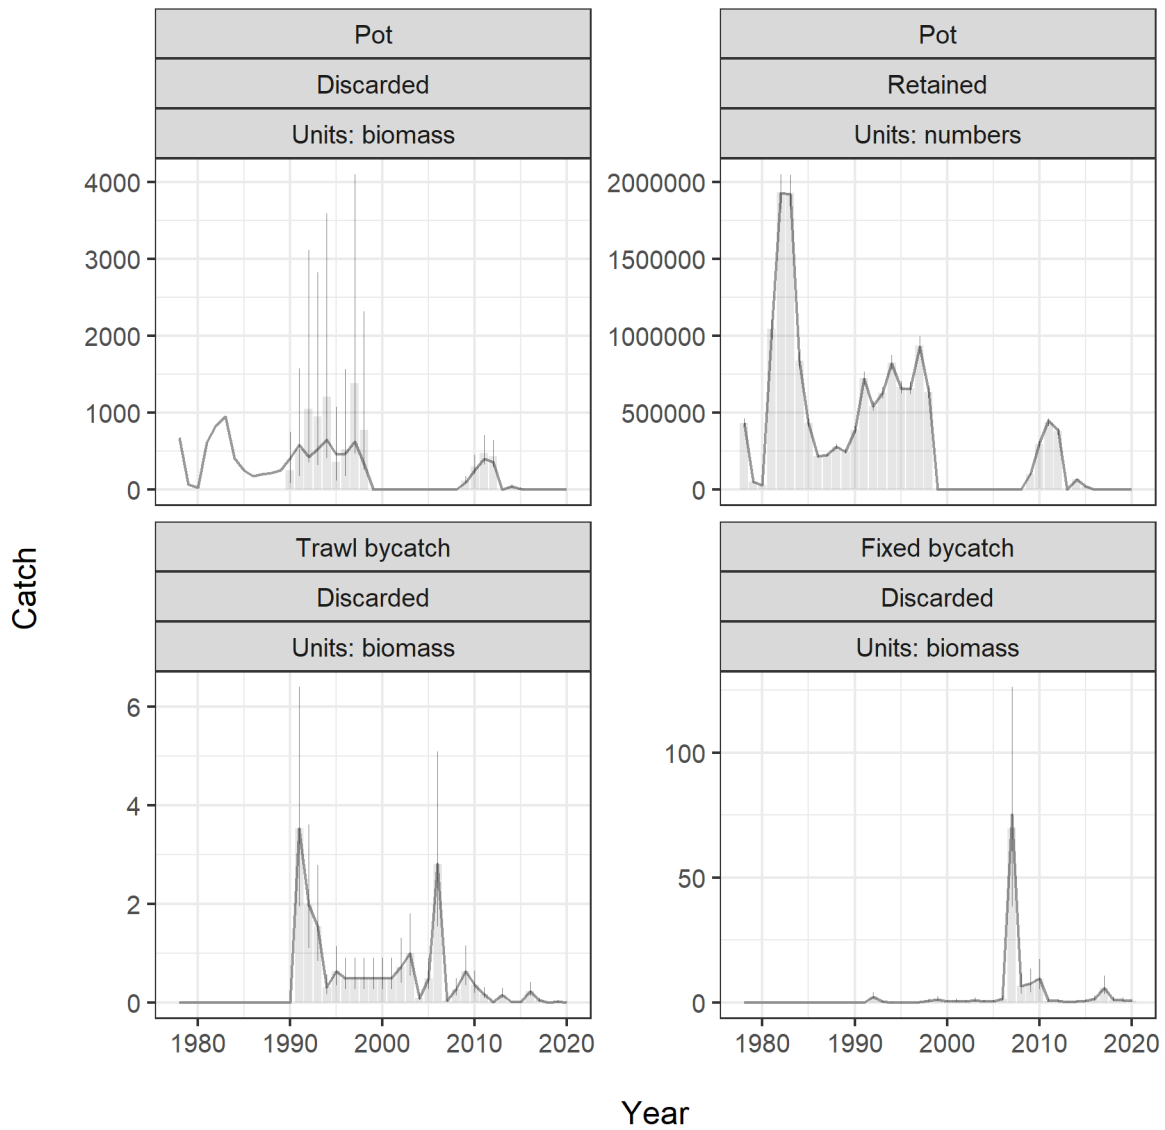 Pot
Discarded
Units: biomass
4000
3000
2000
1000
0
Pot
Retained
Units: numbers
2000000
1500000
1000000
500000
0
Catch
Trawl bycatch
Discarded
Units: biomass
6
4
2
0
1980 1990 2000 2010 2020
Fixed bycatch
Discarded
Units: biomass
100
50
0
1980 1990 2000 2010 2020
Year